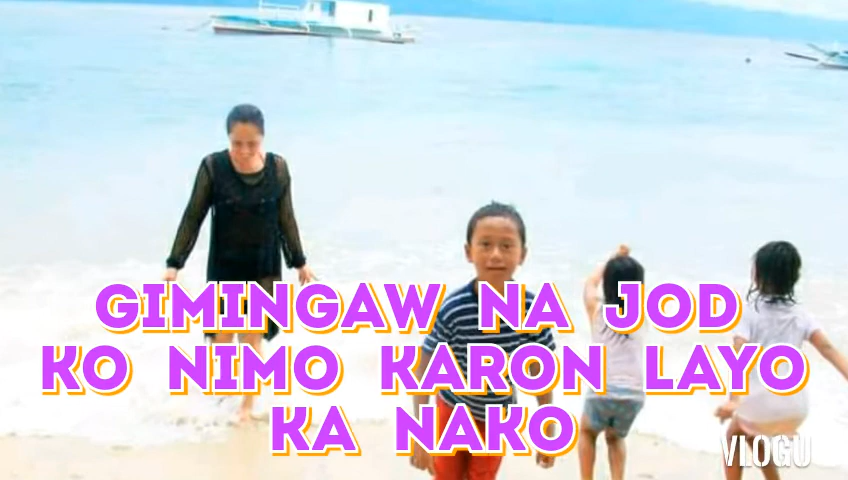 GIMINGAW NA JOD
KO NIMO KARON LAYO
KA NAKO
VLOGU